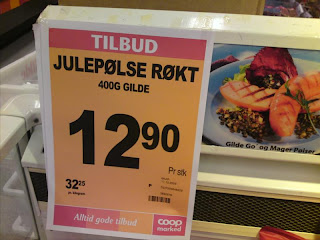 TILBUD
JULEPØLSE RØKT
400G GILDE
12 90
Pr stk
32 25
Alltid gode tilbud
coop
marked
Gilde Go' og Mager Pølser